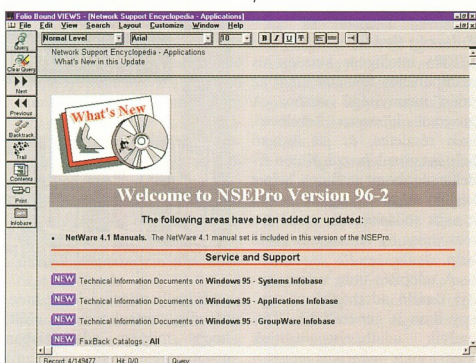 Folio Bound VIEWS - [Network Support Encyclopedia - Applications]
File Edit View Search Layout Customize Window Help
Normal Level Arial 10 B I U T
Query
Clear Query
Next
Previous
Backtrack
Trail
Contents
Print
Infobase
Network Support Encyclopedia - Applications
What's New in this Update
What's New
Welcome to NSEPro Version 96-2
The following areas have been added or updated:
• NetWare 4.1 Manuals. The NetWare 4.1 manual set is included in this version of the NSEPro.
Service and Support
NEW Technical Information Documents on Windows 95 - Systems Infobase
NEW Technical Information Documents on Windows 95 - Applications Infobase
NEW Technical Information Documents on Windows 95 - GroupWare Infobase
NEW FaxBack Catalogs - All
Record: 4/149477 Hit: 0/0 Query: